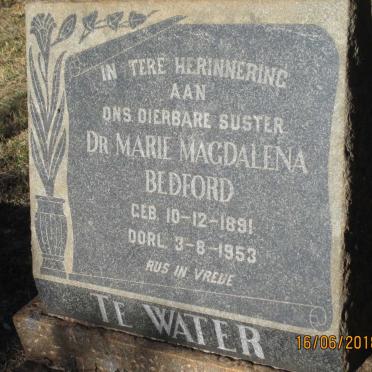 IN TERE HERINNERING
AAN
ONS DIERBARE SUSTER
DR MARIE MAGDALENA
BEDFORD
GEB. 10-12-1891
OORL. 3-8-1953
RUS IN VREDE
TE WATER
16/06/2018